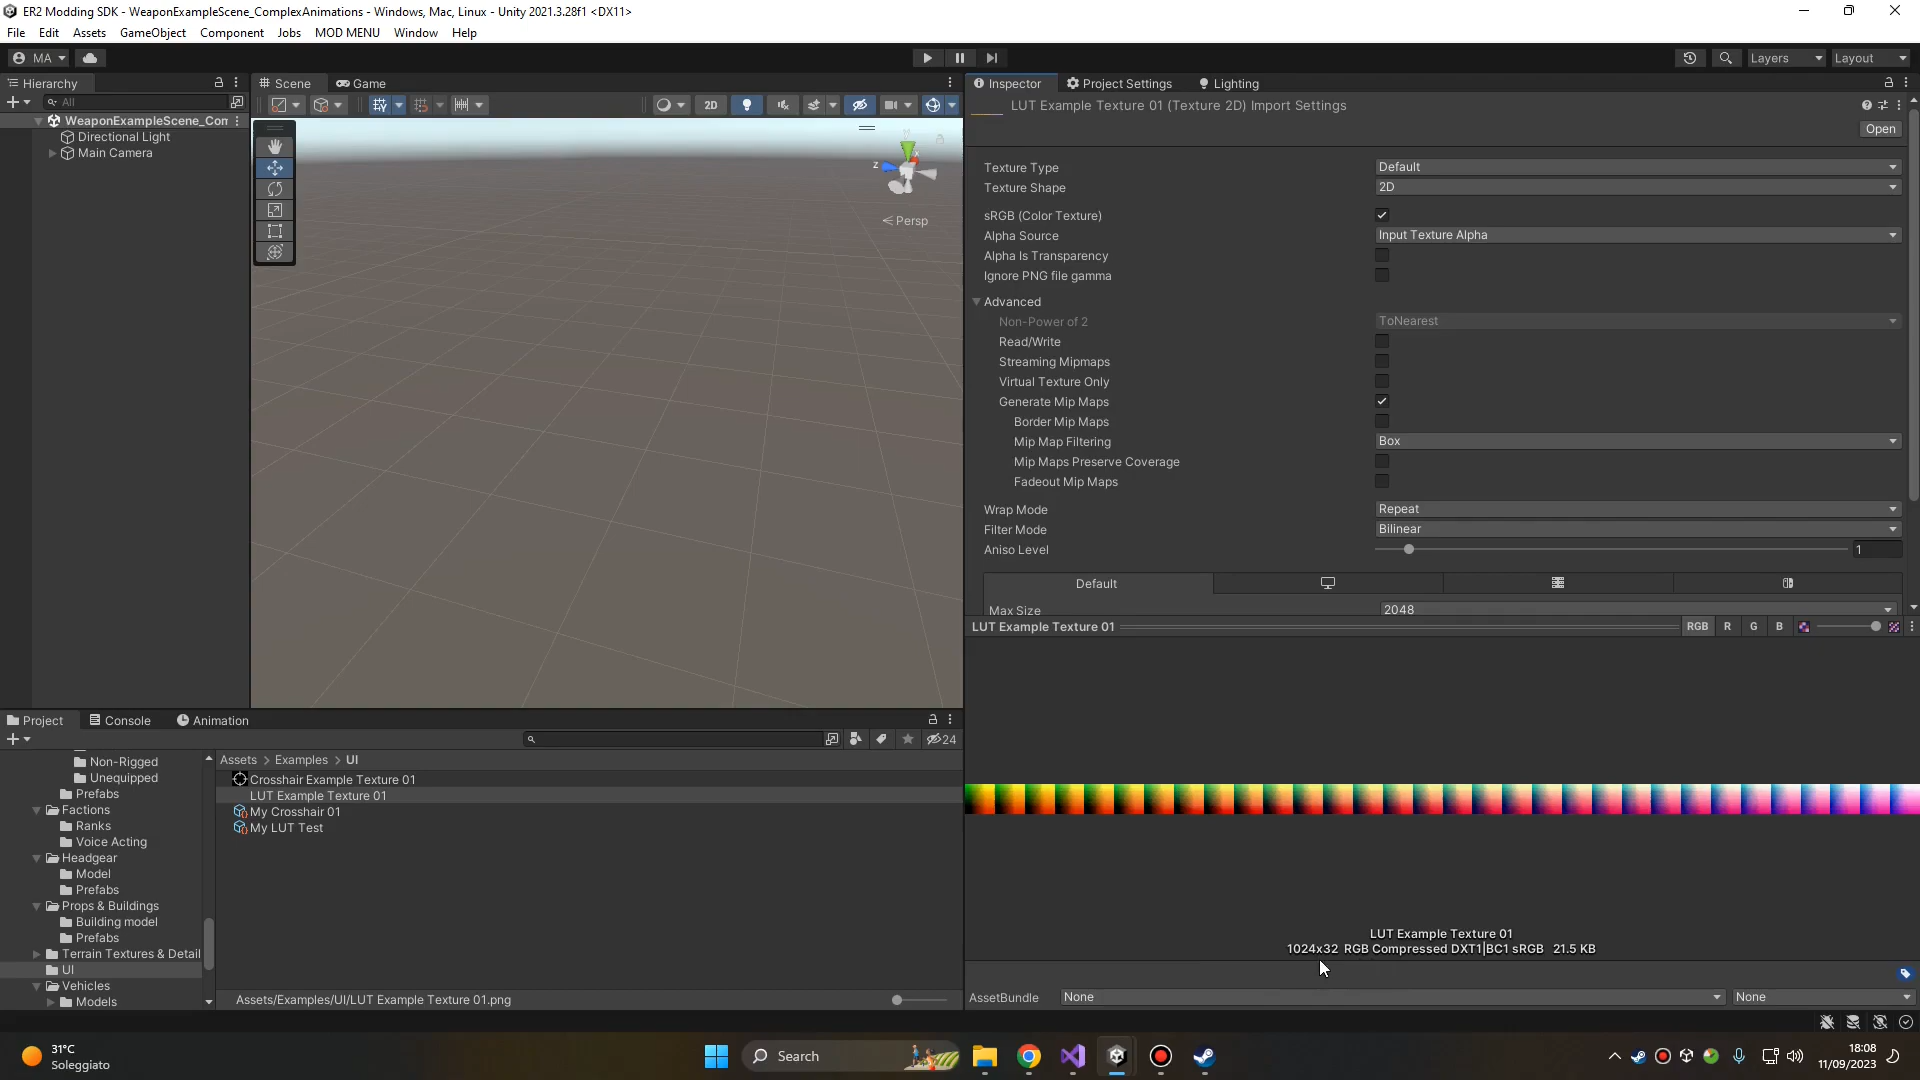 ER2 Modding SDK - WeaponExampleScene_ComplexAnimations - Windows, Mac, Linux - Unity 2021.3.28f1 <DX11>
File Edit Assets GameObject Component Jobs MOD MENU Window Help
MA
Layers Layout
Hierarchy
All
WeaponExampleScene_Com
Directional Light
Main Camera
Scene Game
2D
Y
X
Z
Persp
Inspector Project Settings Lighting
LUT Example Texture 01 (Texture 2D) Import Settings
Open
Texture Type Default
Texture Shape 2D
sRGB (Color Texture)
Alpha Source Input Texture Alpha
Alpha Is Transparency
Ignore PNG file gamma
Advanced
Non-Power of 2 ToNearest
Read/Write
Streaming Mipmaps
Virtual Texture Only
Generate Mip Maps
Border Mip Maps
Mip Map Filtering Box
Mip Maps Preserve Coverage
Fadeout Mip Maps
Wrap Mode Repeat
Filter Mode Bilinear
Aniso Level 1
Default
Max Size 2048
LUT Example Texture 01 RGB R G B
LUT Example Texture 01
1024x32 RGB Compressed DXT1|BC1 sRGB 21.5 KB
AssetBundle None None
Project Console Animation
24
Non-Rigged
Unequipped
Prefabs
Factions
Ranks
Voice Acting
Headgear
Model
Prefabs
Props & Buildings
Building model
Prefabs
Terrain Textures & Detail
UI
Vehicles
Models
Assets > Examples > UI
Crosshair Example Texture 01
LUT Example Texture 01
My Crosshair 01
My LUT Test
Assets/Examples/UI/LUT Example Texture 01.png
31°C
Soleggiato
Search
18:08
11/09/2023